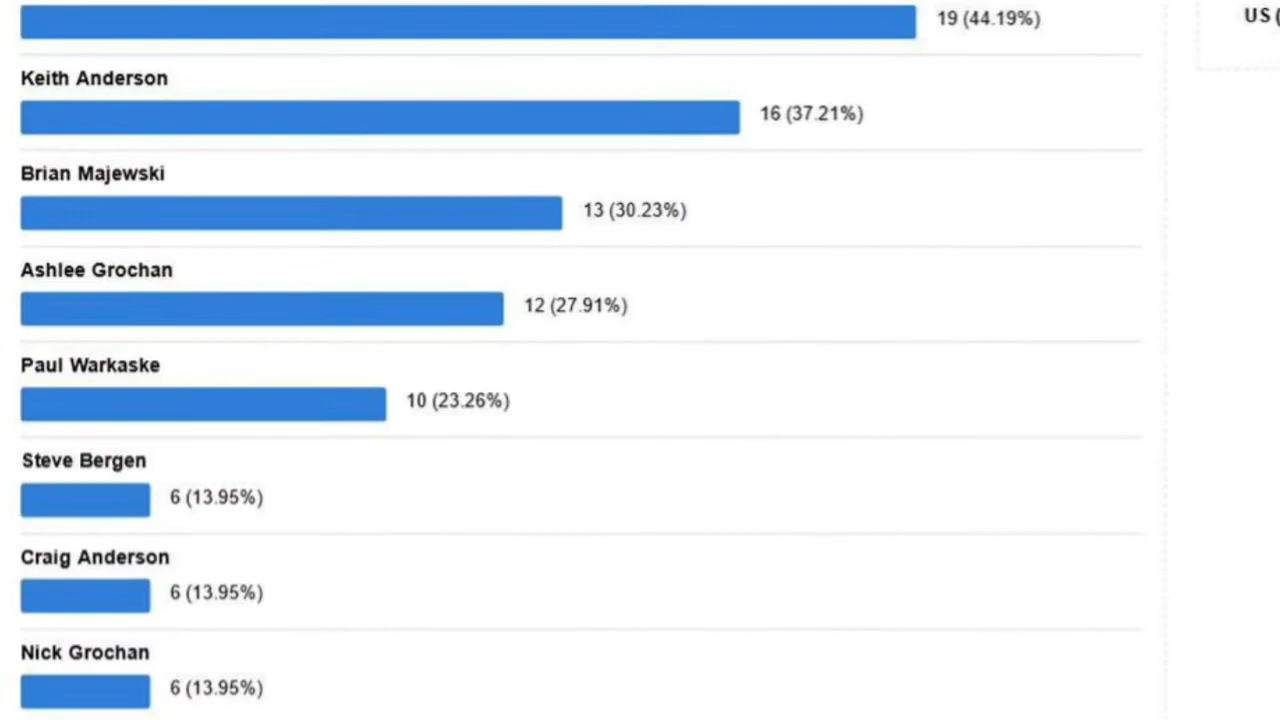 19 (44.19%)
US (
Keith Anderson
16 (37.21%)
Brian Majewski
13 (30.23%)
Ashlee Grochan
12 (27.91%)
Paul Warkaske
10 (23.26%)
Steve Bergen
6 (13.95%)
Craig Anderson
6 (13.95%)
Nick Grochan
6 (13.95%)